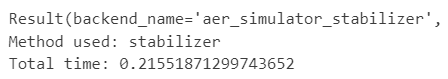 Result(backend_name='aer_simulator_stabilizer',
Method used: stabilizer
Total time: 0.21551871299743652